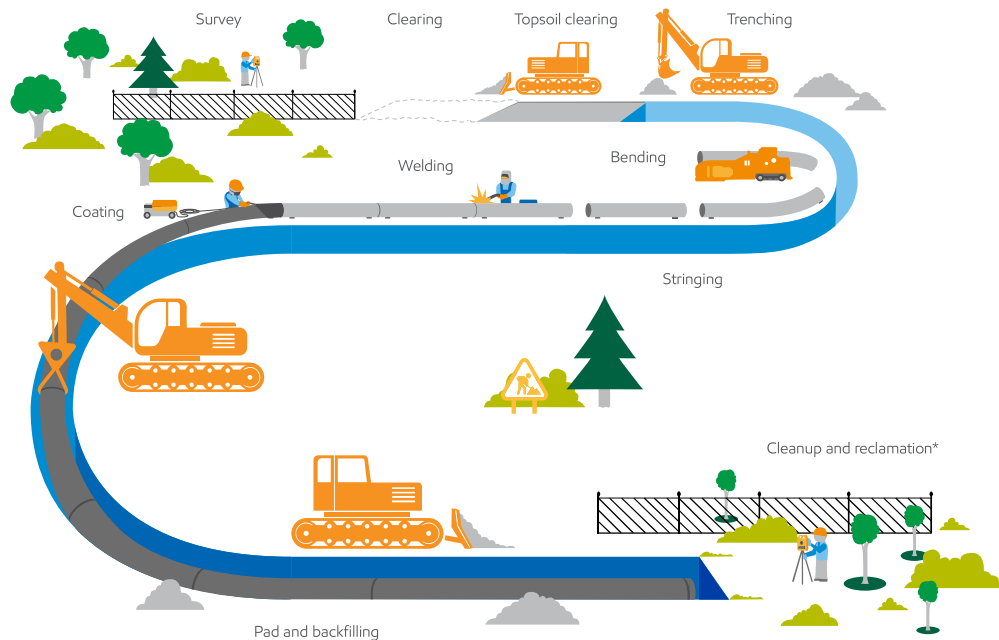 Survey
Clearing
Topsoil clearing
Trenching
Bending
Welding
Coating
Stringing
Cleanup and reclamation*
Pad and backfilling